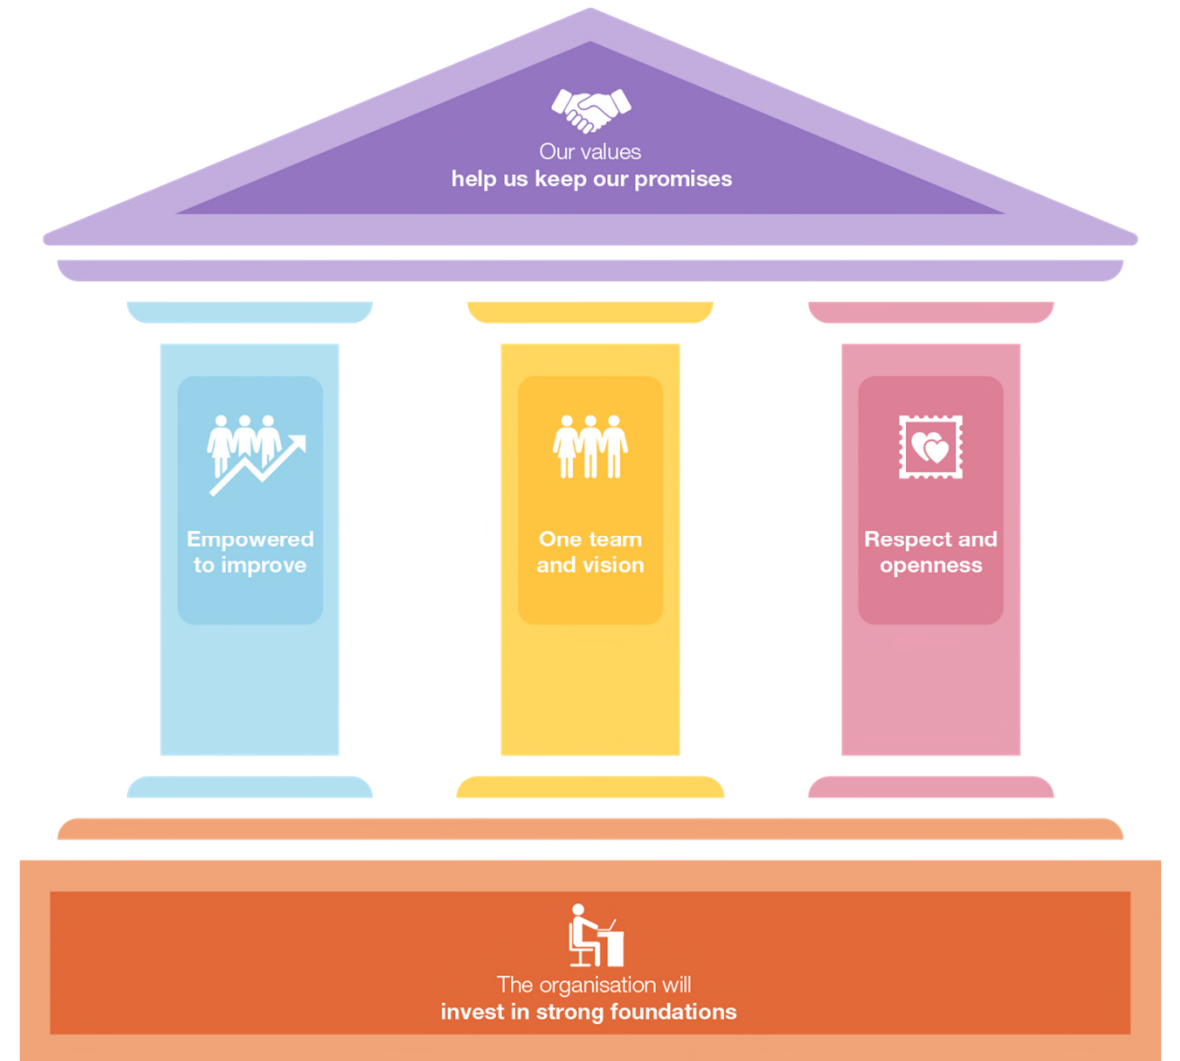 Our values
help us keep our promises
Empowered
to improve
One team
and vision
Respect and
openness
The organisation will
invest in strong foundations